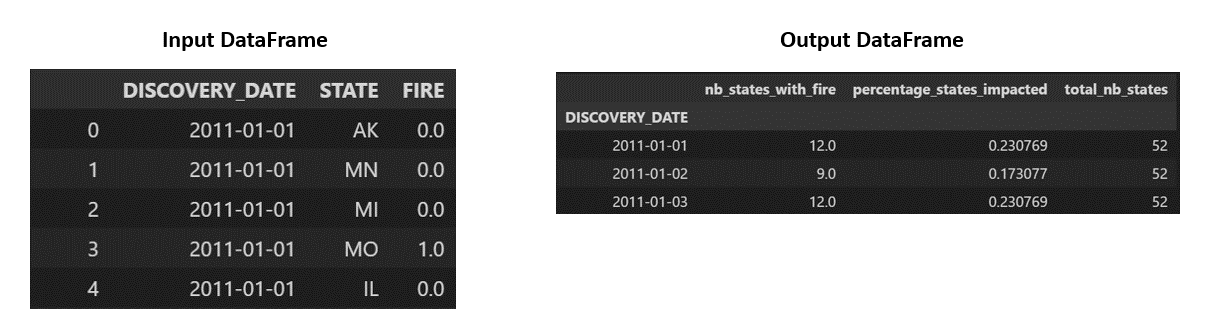 Input DataFrame
DISCOVERY_DATE STATE FIRE
0 2011-01-01 AK 0.0
1 2011-01-01 MN 0.0
2 2011-01-01 MI 0.0
3 2011-01-01 MO 1.0
4 2011-01-01 IL 0.0
Output DataFrame
nb_states_with_fire percentage_states_impacted total_nb_states
DISCOVERY_DATE
2011-01-01 12.0 0.230769 52
2011-01-02 9.0 0.173077 52
2011-01-03 12.0 0.230769 52